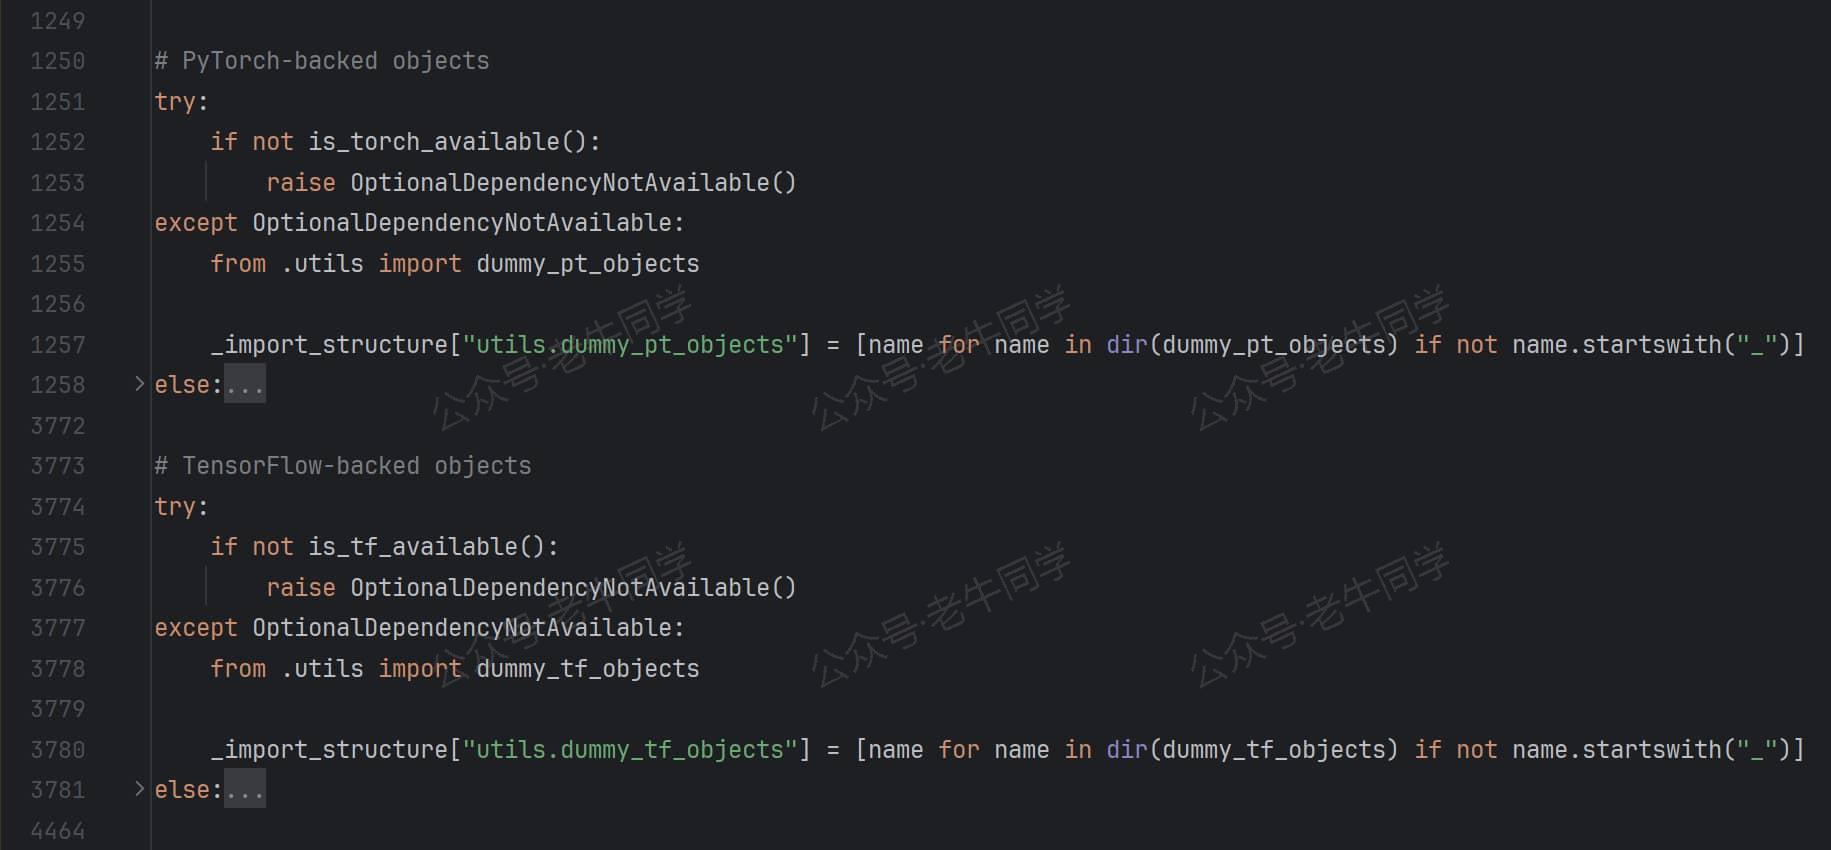 1249
1250 # PyTorch-backed objects
1251 try:
1252     if not is_torch_available():
1253         raise OptionalDependencyNotAvailable()
1254 except OptionalDependencyNotAvailable:
1255     from .utils import dummy_pt_objects
1256
1257     _import_structure["utils.dummy_pt_objects"] = [name for name in dir(dummy_pt_objects) if not name.startswith("_")]
1258 else:...
3772
3773 # TensorFlow-backed objects
3774 try:
3775     if not is_tf_available():
3776         raise OptionalDependencyNotAvailable()
3777 except OptionalDependencyNotAvailable:
3778     from .utils import dummy_tf_objects
3779
3780     _import_structure["utils.dummy_tf_objects"] = [name for name in dir(dummy_tf_objects) if not name.startswith("_")]
3781 else:...
4464
公众号·老牛同学
公众号·老牛同学
公众号·老牛同学
公众号·老牛同学
公众号·老牛同学
公众号·老牛同学